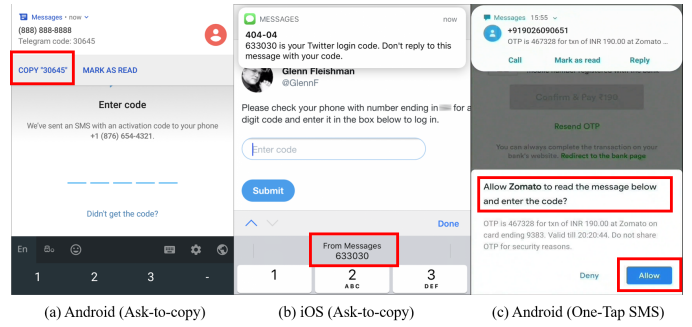 Messages • now
(888) 888-8888
Telegram code: 30645
COPY "30645" MARK AS READ
Enter code
We've sent an SMS with an activation code to your phone
+1 (876) 654-4321.
Didn't get the code?
En
1 2 3 -
(a) Android (Ask-to-copy)
MESSAGES now
404-04
633030 is your Twitter login code. Don't reply to this
message with your code.
Glenn Fleishman
@GlennF
Please check your phone with number ending in for a
digit code and enter it in the box below to log in.
Enter code
Submit
Done
From Messages
633030
1 2 3
ABC DEF
(b) iOS (Ask-to-copy)
Messages 15:55
+919026090651
OTP is 467328 for txn of INR 190.00 at Zomato ...
Call Mark as read Reply
Confirm & Pay ₹190
Resend OTP
You can always complete the transaction on your
bank's website. Redirect to the bank page
Allow Zomato to read the message below
and enter the code?
OTP is 467328 for txn of INR 190.00 at Zomato on
card ending 9383. Valid till 20:20:44. Do not share
OTP for security reasons.
Deny Allow
(c) Android (One-Tap SMS)